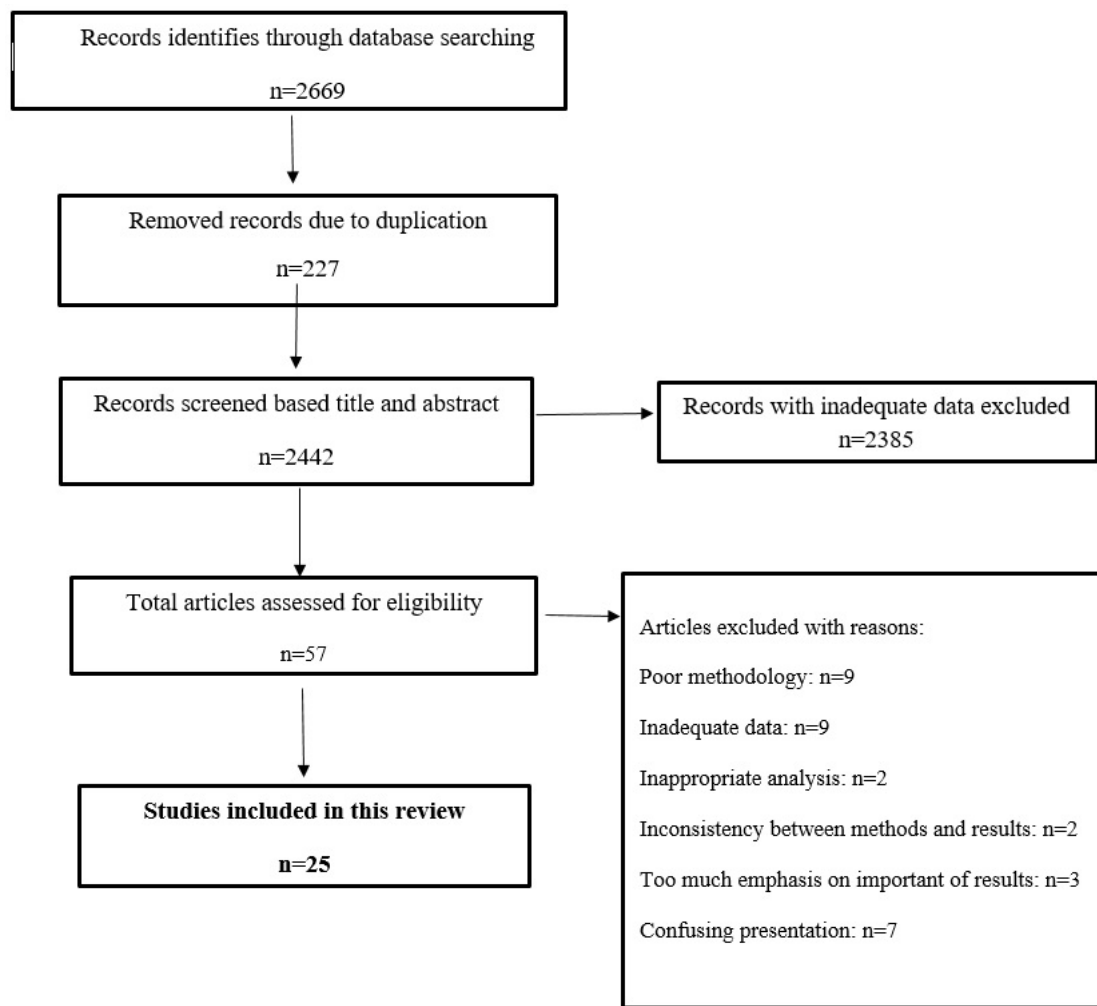 Records identifies through database searching
n=2669
Removed records due to duplication
n=227
Records screened based title and abstract
n=2442
Records with inadequate data excluded
n=2385
Total articles assessed for eligibility
n=57
Articles excluded with reasons:
Poor methodology: n=9
Inadequate data: n=9
Inappropriate analysis: n=2
Inconsistency between methods and results: n=2
Too much emphasis on important of results: n=3
Confusing presentation: n=7
Studies included in this review
n=25